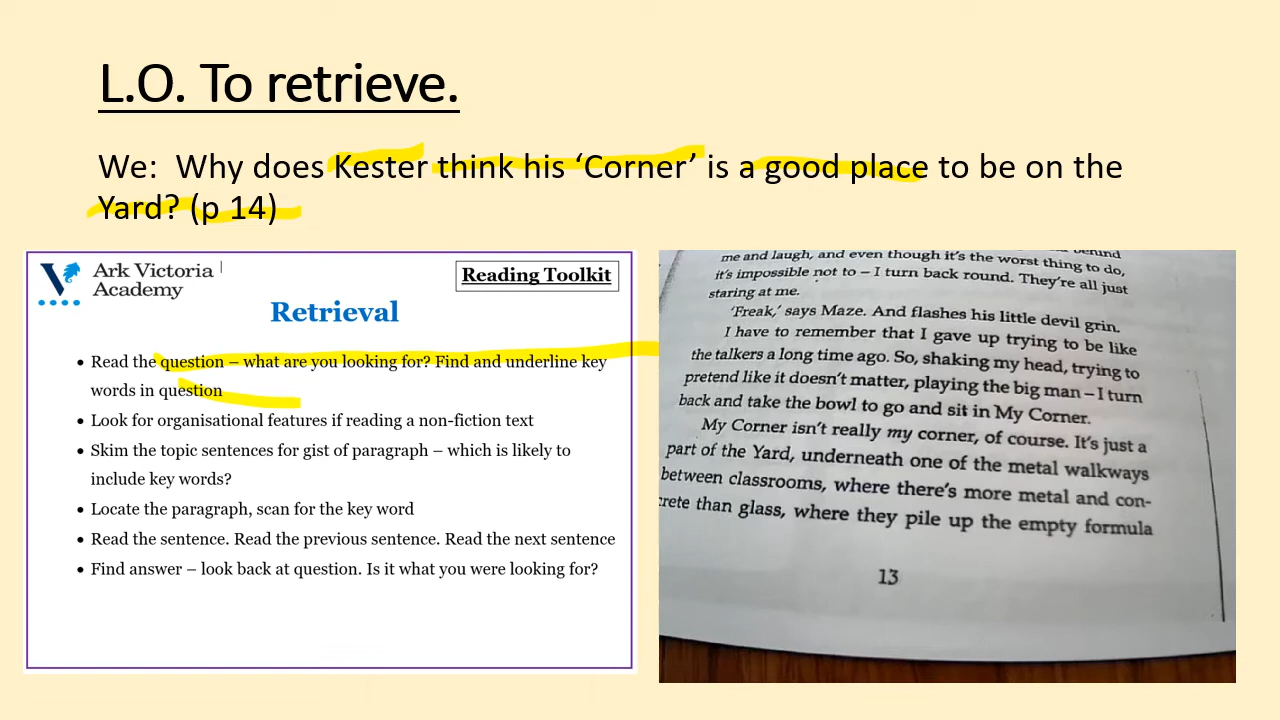 L.O. To retrieve.
We: Why does Kester think his ‘Corner’ is a good place to be on the
Yard? (p 14)
Ark Victoria
Academy
Reading Toolkit
Retrieval
• Read the question – what are you looking for? Find and underline key
words in question
• Look for organisational features if reading a non-fiction text
• Skim the topic sentences for gist of paragraph – which is likely to
include key words?
• Locate the paragraph, scan for the key word
• Read the sentence. Read the previous sentence. Read the next sentence
• Find answer – look back at question. Is it what you were looking for?
behind
me and laugh, and even though it’s the worst thing to do,
it’s impossible not to – I turn back round. They’re all just
staring at me.
‘Freak,’ says Maze. And flashes his little devil grin.
I have to remember that I gave up trying to be like
the talkers a long time ago. So, shaking my head, trying to
pretend like it doesn’t matter, playing the big man – I turn
back and take the bowl to go and sit in My Corner.
My Corner isn’t really my corner, of course. It’s just a
part of the Yard, underneath one of the metal walkways
between classrooms, where there’s more metal and con-
crete than glass, where they pile up the empty formula
13